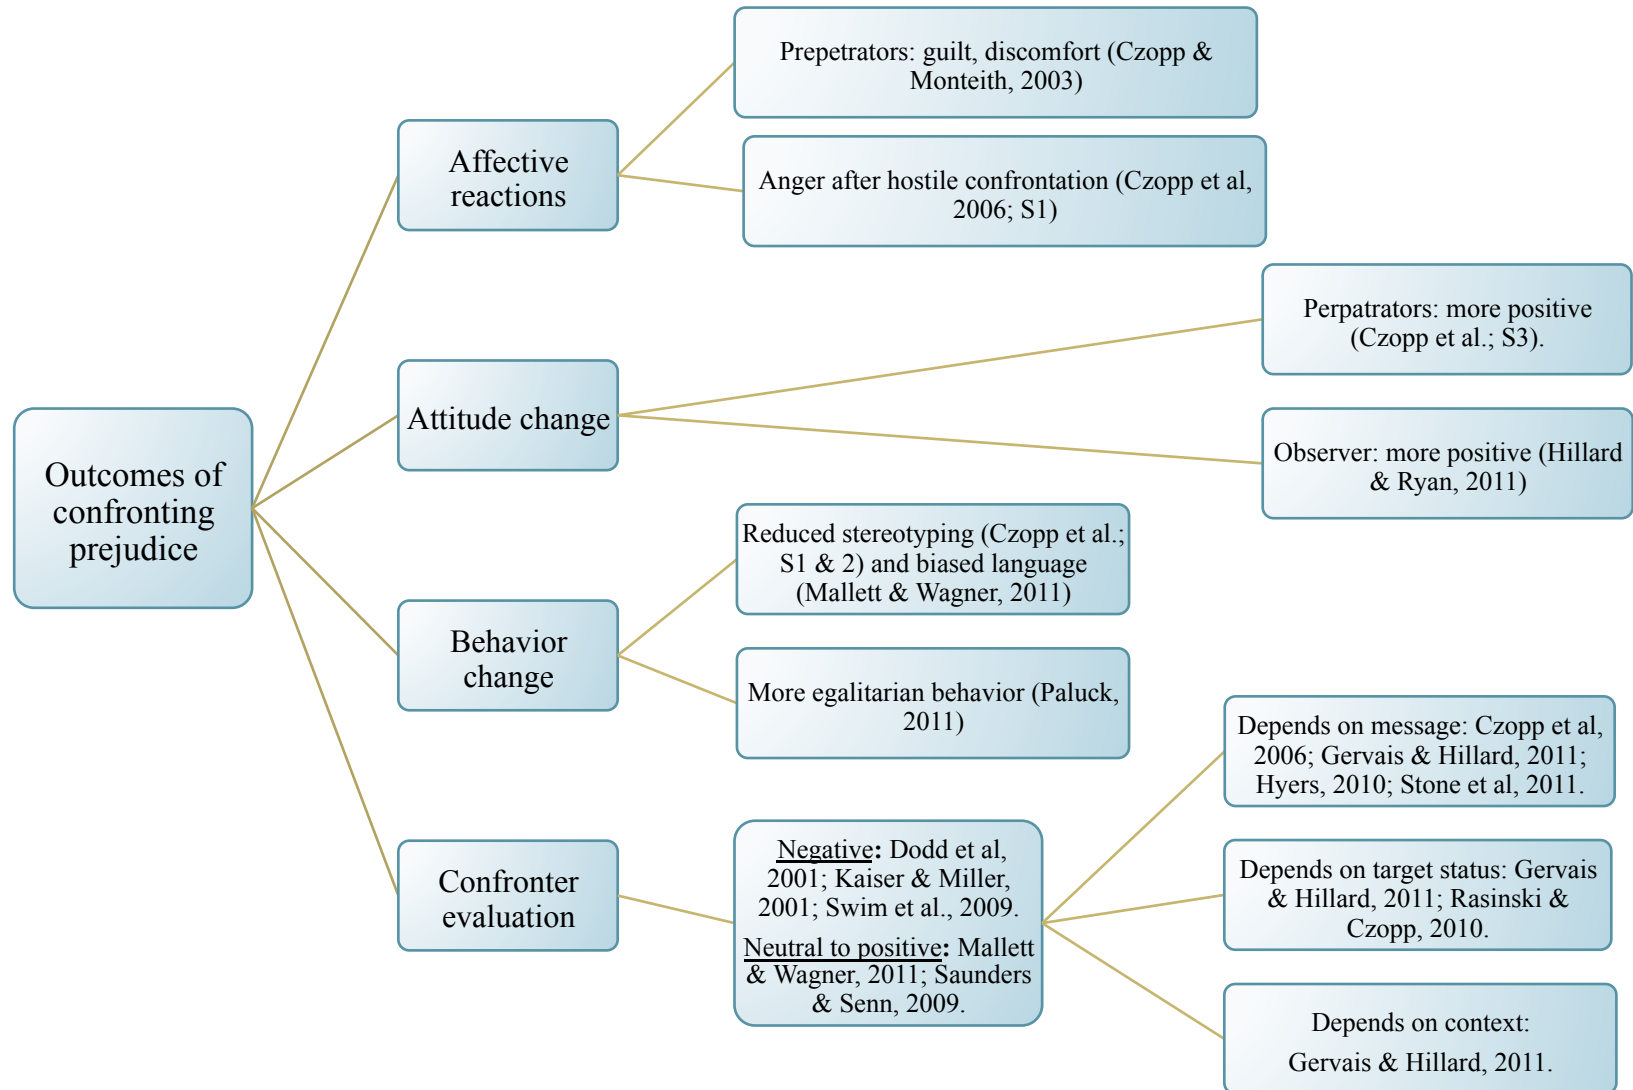 Outcomes of
confronting
prejudice
Affective
reactions
Prepetrators: guilt, discomfort (Czopp &
Monteith, 2003)
Anger after hostile confrontation (Czopp et al,
2006; S1)
Attitude change
Perpatrators: more positive
(Czopp et al.; S3).
Observer: more positive (Hillard
& Ryan, 2011)
Behavior
change
Reduced stereotyping (Czopp et al.;
S1 & 2) and biased language
(Mallett & Wagner, 2011)
More egalitarian behavior (Paluck,
2011)
Confronter
evaluation
Negative: Dodd et al,
2001; Kaiser & Miller,
2001; Swim et al., 2009.
Neutral to positive: Mallett
& Wagner, 2011; Saunders
& Senn, 2009.
Depends on message: Czopp et al,
2006; Gervais & Hillard, 2011;
Hyers, 2010; Stone et al, 2011.
Depends on target status: Gervais
& Hillard, 2011; Rasinski &
Czopp, 2010.
Depends on context:
Gervais & Hillard, 2011.